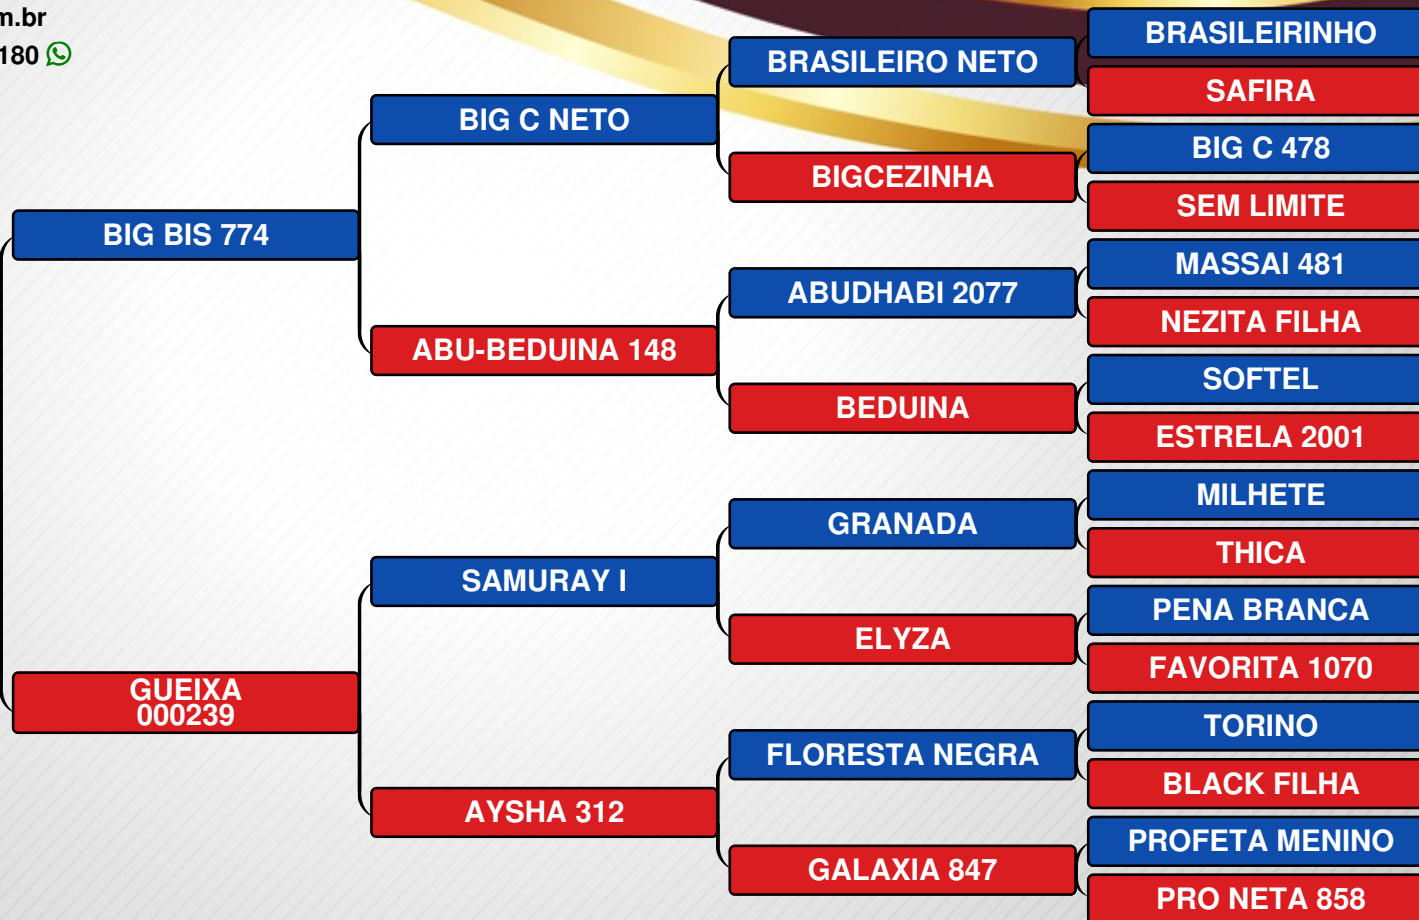 m.br
180
BIG BIS 774
GUEIXA
000239
BIG C NETO
ABU-BEDUINA 148
SAMURAY I
AYSHA 312
BRASILEIRO NETO
BIGCEZINHA
ABUDHABI 2077
BEDUINA
GRANADA
ELYZA
FLORESTA NEGRA
GALAXIA 847
BRASILEIRINHO
SAFIRA
BIG C 478
SEM LIMITE
MASSAI 481
NEZITA FILHA
SOFTEL
ESTRELA 2001
MILHETE
THICA
PENA BRANCA
FAVORITA 1070
TORINO
BLACK FILHA
PROFETA MENINO
PRO NETA 858